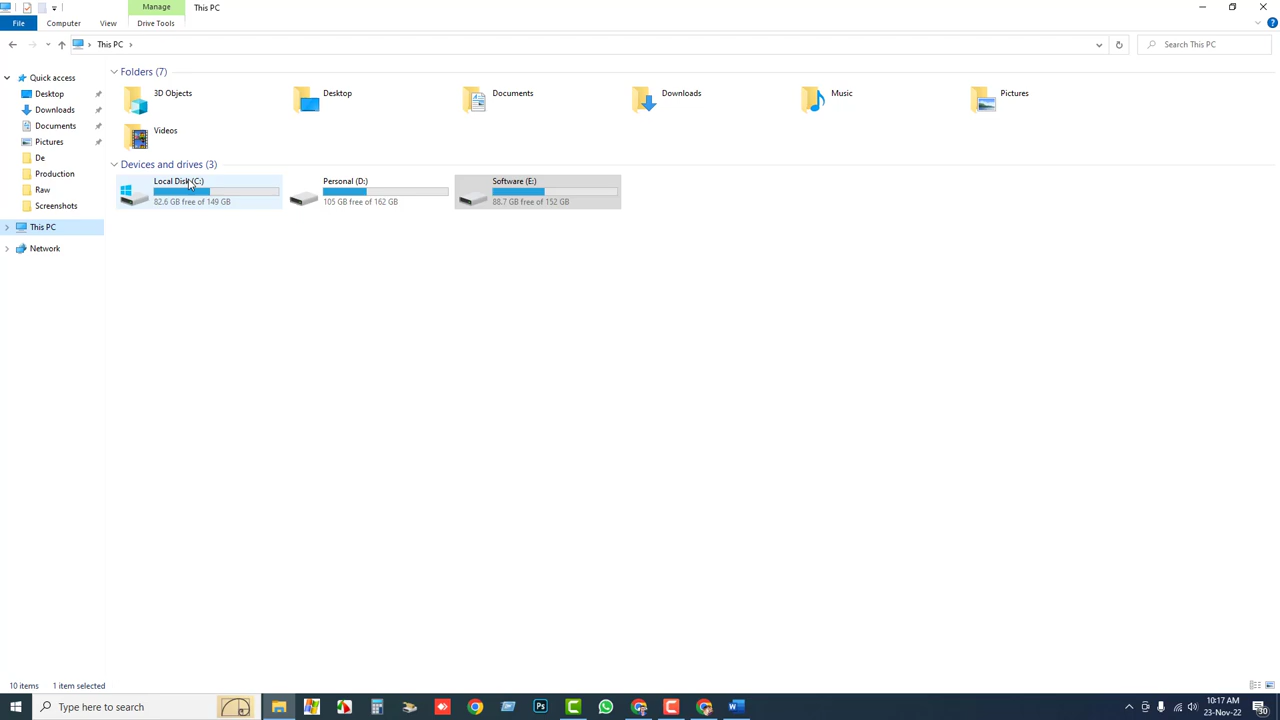 Manage This PC
File Computer View Drive Tools
This PC Search This PC
Quick access
Desktop
Downloads
Documents
Pictures
De
Production
Raw
Screenshots
This PC
Network
Folders (7)
3D Objects Desktop Documents Downloads Music Pictures
Videos
Devices and drives (3)
Local Disk (C:) Personal (D:) Software (E:)
82.6 GB free of 149 GB 105 GB free of 162 GB 88.7 GB free of 152 GB
10 items 1 item selected
Type here to search 10:17 AM
23-Nov-22 30